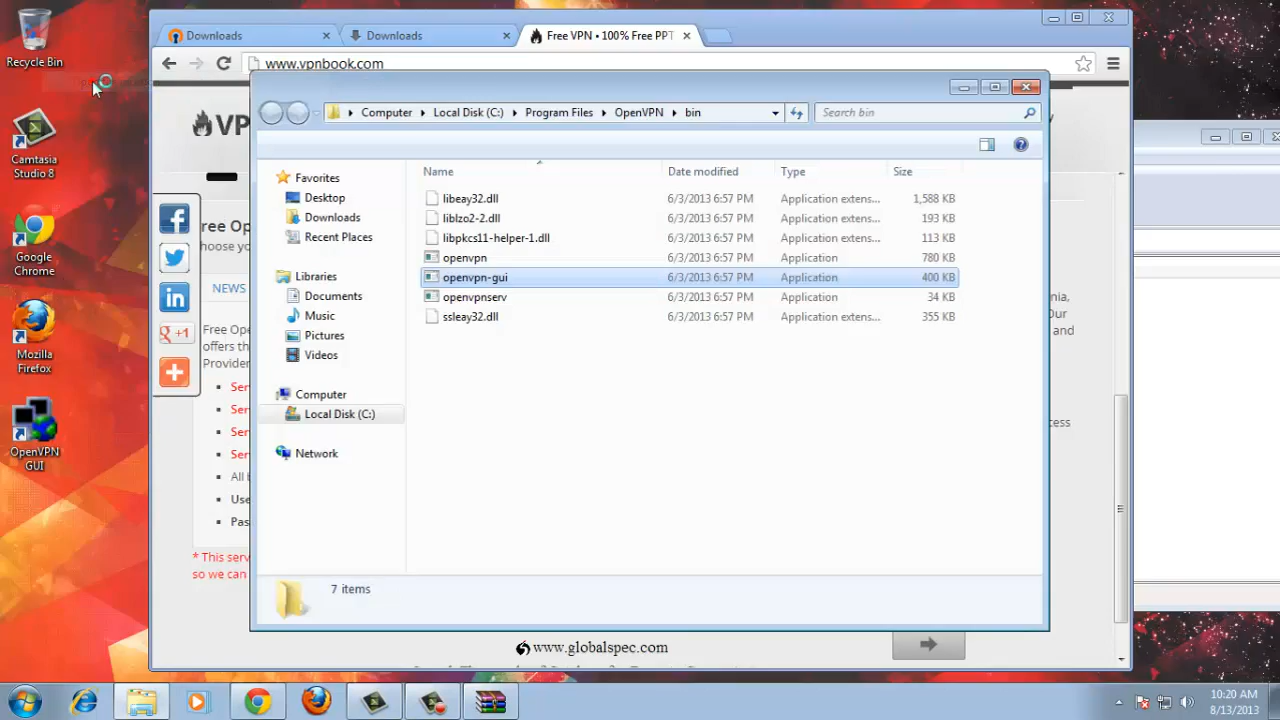 Recycle Bin
Camtasia
Studio 8
Google
Chrome
Mozilla
Firefox
OpenVPN
GUI
Downloads
Downloads
Free VPN • 100% Free PPT
www.vpnbook.com
VP
Computer
Local Disk (C:)
Program Files
OpenVPN
bin
Search bin
Favorites
Desktop
Downloads
Recent Places
Libraries
Documents
Music
Pictures
Videos
Computer
Local Disk (C:)
Network
Name Date modified Type Size
libeay32.dll 6/3/2013 6:57 PM Application extens... 1,588 KB
liblzo2-2.dll 6/3/2013 6:57 PM Application extens... 193 KB
libpkcs11-helper-1.dll 6/3/2013 6:57 PM Application extens... 113 KB
openvpn 6/3/2013 6:57 PM Application 780 KB
openvpn-gui 6/3/2013 6:57 PM Application 400 KB
openvpnserv 6/3/2013 6:57 PM Application 34 KB
ssleay32.dll 6/3/2013 6:57 PM Application extens... 355 KB
7 items
ree Op
hoose y
NEWS
Free Ope
offers th
Provider
Ser
Ser
Ser
Ser
All b
Use
Pas
* This serv
so we can
g +1
nia,
Our
and
cess
www.globalspec.com
10:20 AM
8/13/2013